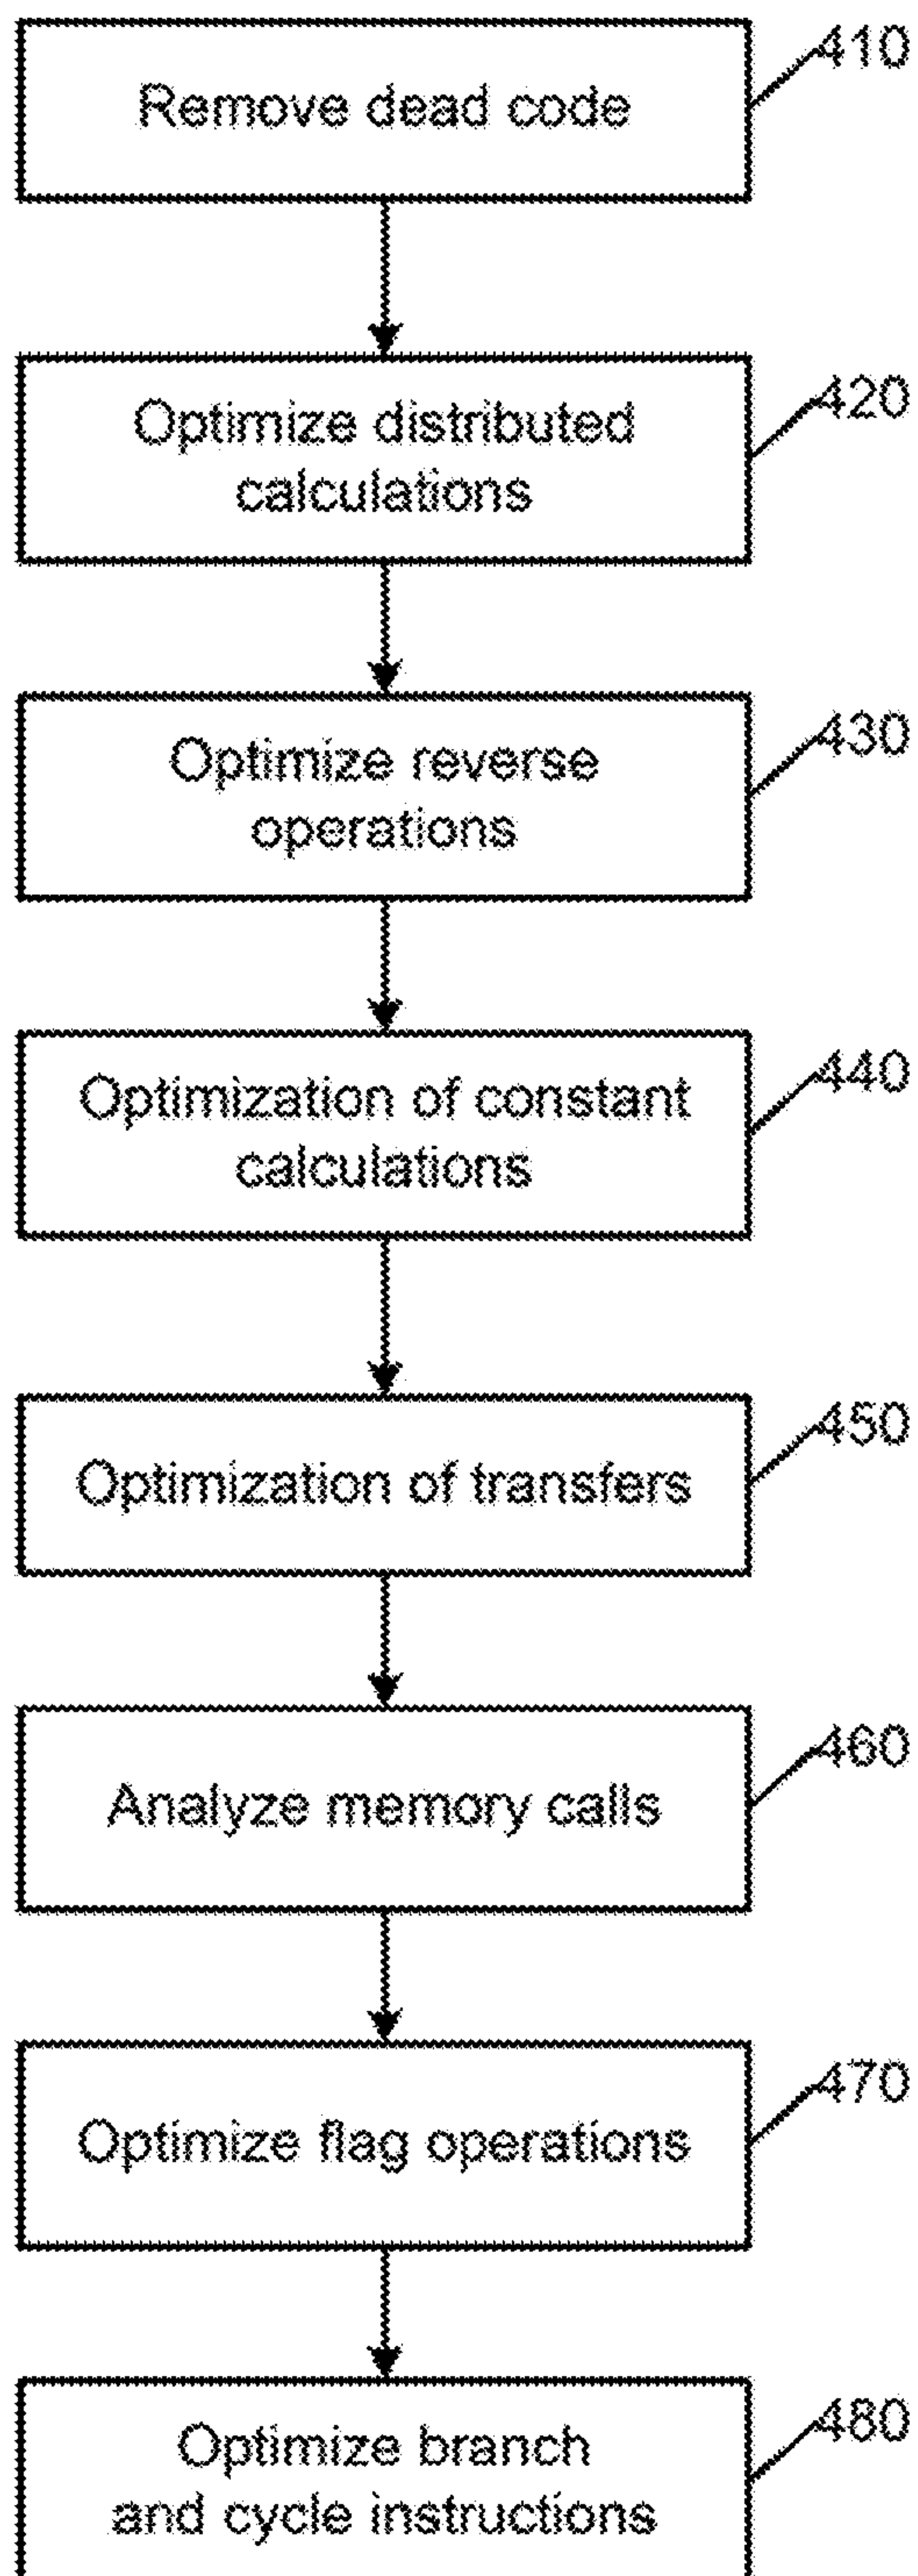 410
Remove dead code
420
Optimize distributed
calculations
430
Optimize reverse
operations
440
Optimization of constant
calculations
450
Optimization of transfers
460
Analyze memory calls
470
Optimize flag operations
480
Optimize branch
and cycle instructions